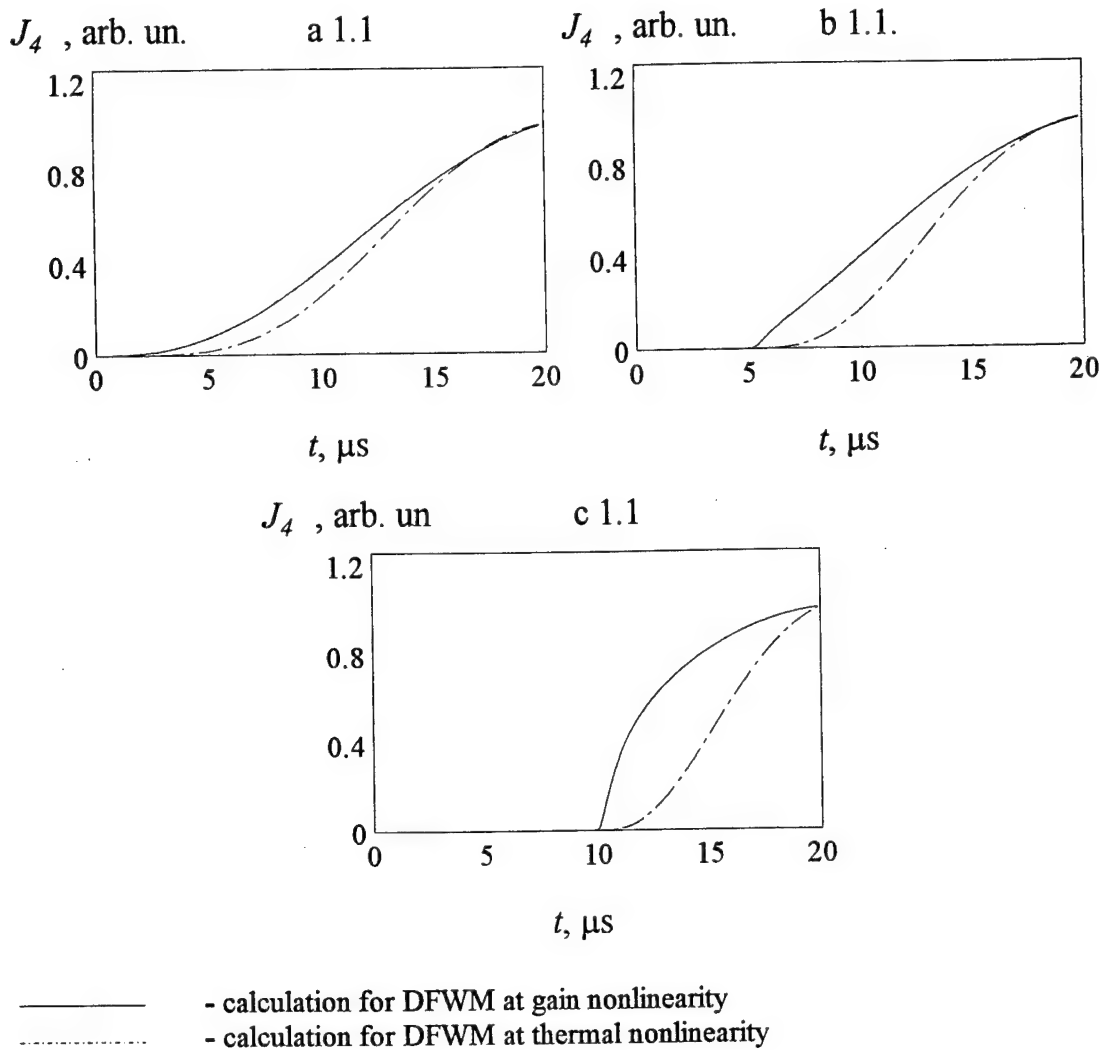 J4 , arb. un. a 1.1
1.2
0.8
0.4
0
0 5 10 15 20
t, μs
J4 , arb. un. b 1.1.
1.2
0.8
0.4
0
0 5 10 15 20
t, μs
J4 , arb. un c 1.1
1.2
0.8
0.4
0
0 5 10 15 20
t, μs
- calculation for DFWM at gain nonlinearity
- calculation for DFWM at thermal nonlinearity